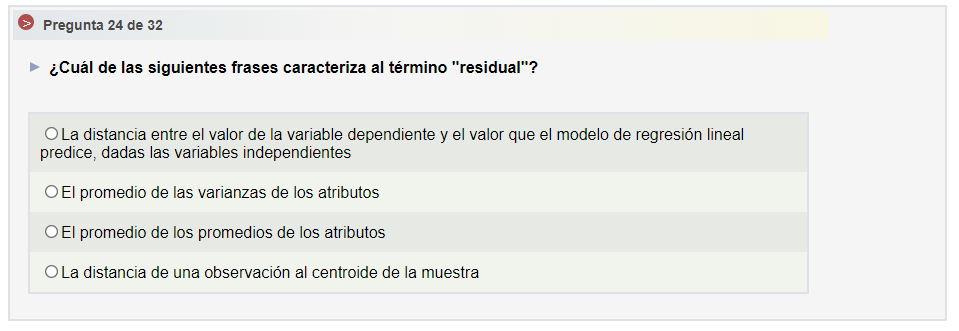 Pregunta 24 de 32
¿Cuál de las siguientes frases caracteriza al término "residual"?
La distancia entre el valor de la variable dependiente y el valor que el modelo de regresión lineal
predice, dadas las variables independientes
El promedio de las varianzas de los atributos
El promedio de los promedios de los atributos
La distancia de una observación al centroide de la muestra